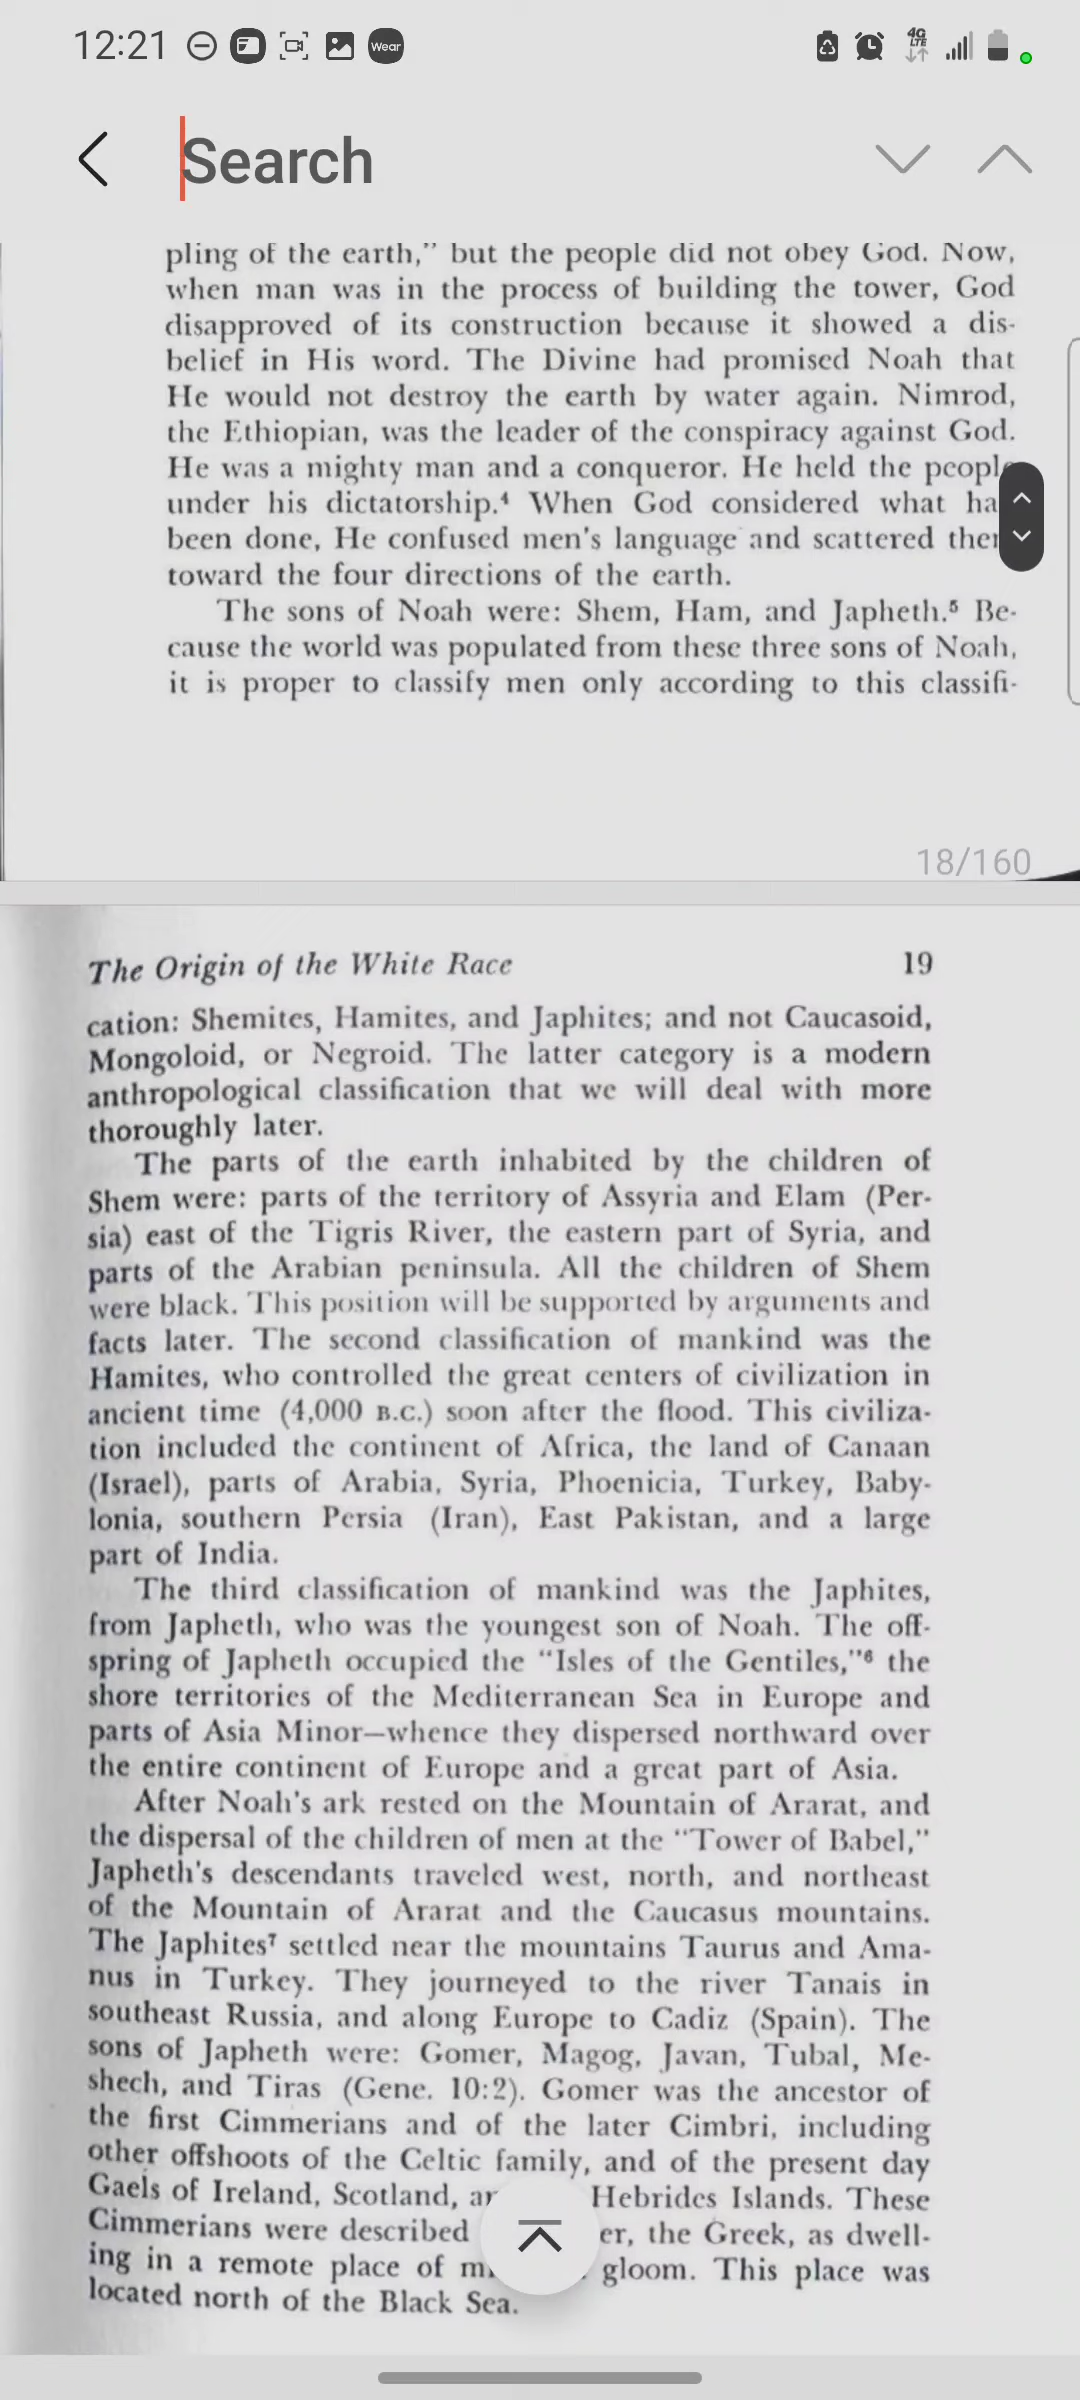 12:21
Wear
4G
LTE
Search
pling of the earth," but the people did not obey God. Now,
when man was in the process of building the tower, God
disapproved of its construction because it showed a dis-
belief in His word. The Divine had promised Noah that
He would not destroy the earth by water again. Nimrod,
the Ethiopian, was the leader of the conspiracy against God.
He was a mighty man and a conqueror. He held the
under his dictatorship.⁴ When God considered what
been done, He confused men's language and scattered
toward the four directions of the earth.
The sons of Noah were: Shem, Ham, and Japheth.⁵ Be-
cause the world was populated from these three sons of Noah,
it is proper to classify men only according to this classifi-
18/160
The Origin of the White Race 19
cation: Shemites, Hamites, and Japhites; and not Caucasoid,
Mongoloid, or Negroid. The latter category is a modern
anthropological classification that we will deal with more
thoroughly later.
The parts of the earth inhabited by the children of
Shem were: parts of the territory of Assyria and Elam (Per-
sia) east of the Tigris River, the eastern part of Syria, and
parts of the Arabian peninsula. All the children of Shem
were black. This position will be supported by arguments and
facts later. The second classification of mankind was the
Hamites, who controlled the great centers of civilization in
ancient time (4,000 B.C.) soon after the flood. This civiliza-
tion included the continent of Africa, the land of Canaan
(Israel), parts of Arabia, Syria, Phoenicia, Turkey, Baby-
lonia, southern Persia (Iran), East Pakistan, and a large
part of India.
The third classification of mankind was the Japhites,
from Japheth, who was the youngest son of Noah. The off-
spring of Japheth occupied the "Isles of the Gentiles,"⁶ the
shore territories of the Mediterranean Sea in Europe and
parts of Asia Minor—whence they dispersed northward over
the entire continent of Europe and a great part of Asia.
After Noah's ark rested on the Mountain of Ararat, and
the dispersal of the children of men at the "Tower of Babel,"
Japheth's descendants traveled west, north, and northeast
of the Mountain of Ararat and the Caucasus mountains.
The Japhites⁷ settled near the mountains Taurus and Ama-
nus in Turkey. They journeyed to the river Tanais in
southeast Russia, and along Europe to Cadiz (Spain). The
sons of Japheth were: Gomer, Magog, Javan, Tubal, Me-
shech, and Tiras (Gene. 10:2). Gomer was the ancestor of
the first Cimmerians and of the later Cimbri, including
other offshoots of the Celtic family, and of the present day
Gaels of Ireland, Scotland, Hebrides Islands. These
Cimmerians were described the Greek, as dwell-
ing in a remote place of gloom. This place was
located north of the Black Sea.